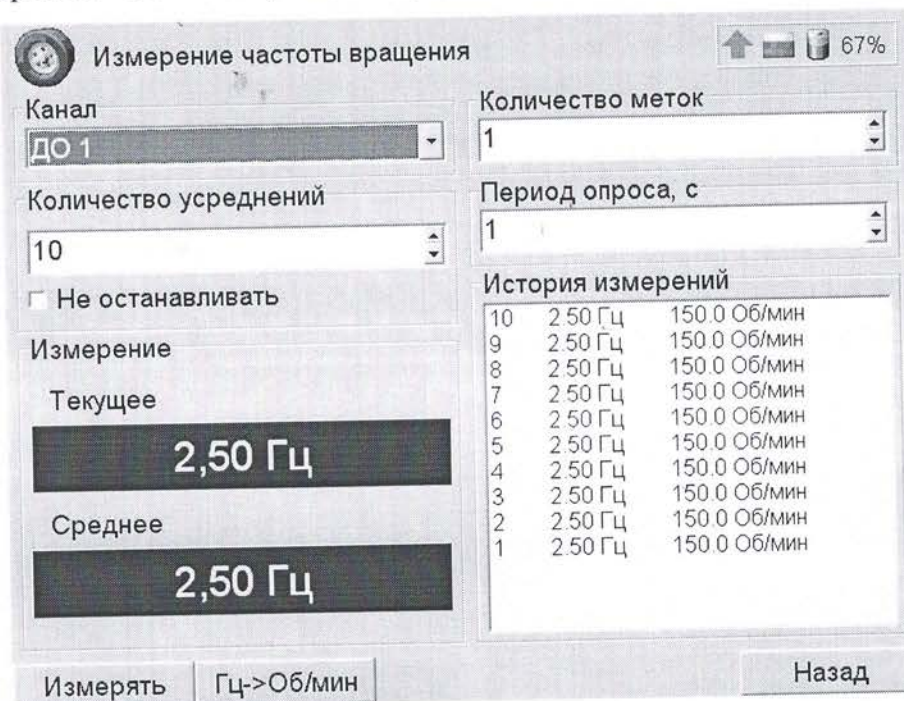 Измерение частоты вращения
67%
Канал
ДО 1
Количество меток
1
Количество усреднений
10
Период опроса, с
1
Не останавливать
Измерение
Текущее
2,50 Гц
Среднее
2,50 Гц
История измерений
10 2.50 Гц 150.0 Об/мин
9 2.50 Гц 150.0 Об/мин
8 2.50 Гц 150.0 Об/мин
7 2.50 Гц 150.0 Об/мин
6 2.50 Гц 150.0 Об/мин
5 2.50 Гц 150.0 Об/мин
4 2.50 Гц 150.0 Об/мин
3 2.50 Гц 150.0 Об/мин
2 2.50 Гц 150.0 Об/мин
1 2.50 Гц 150.0 Об/мин
Измерять
Гц->Об/мин
Назад